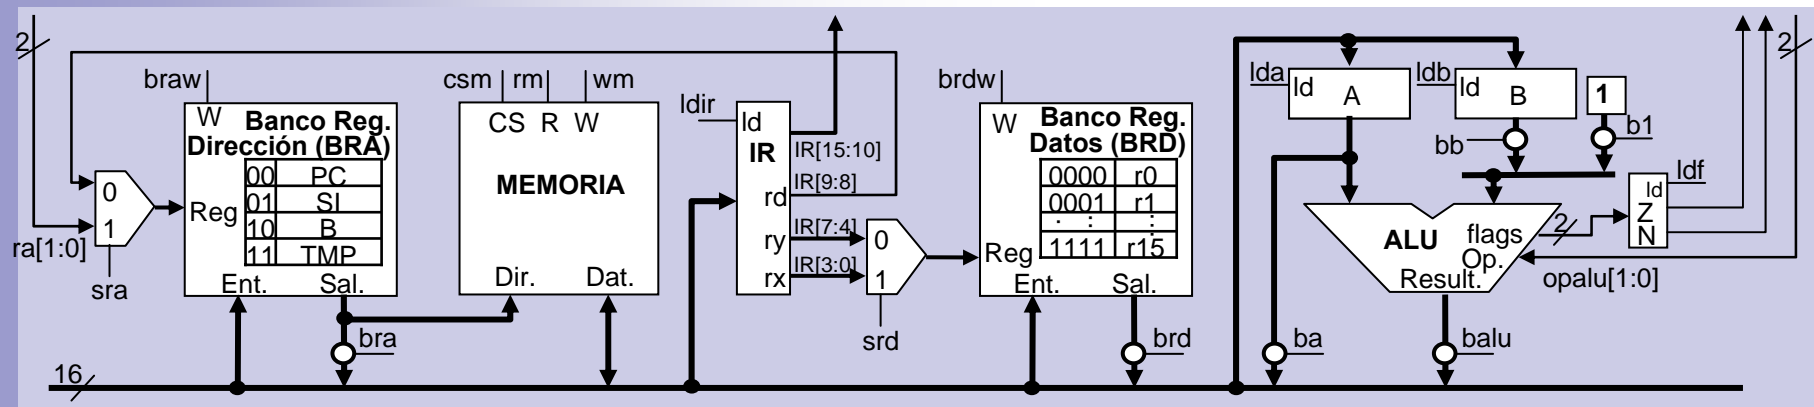 2
ra[1:0]
0
1
sra
braw
W
Banco Reg.
Dirección (BRA)
00 PC
01 SI
10 B
11 TMP
Reg
Ent. Sal.
bra
16
csm rm wm
CS R W
MEMORIA
Dir. Dat.
ldir
ld
IR
rd
ry
rx
IR[15:10]
IR[9:8]
IR[7:4]
IR[3:0]
0
1
srd
brdw
W
Banco Reg.
Datos (BRD)
0000 r0
0001 r1
: : :
1111 r15
Reg
Ent. Sal.
brd
lda
ld
A
ldb
ld
B
1
bb
b1
ba
ALU
flags
Op.
Result.
balu
2
ldf
ld
Z
N
2
opalu[1:0]